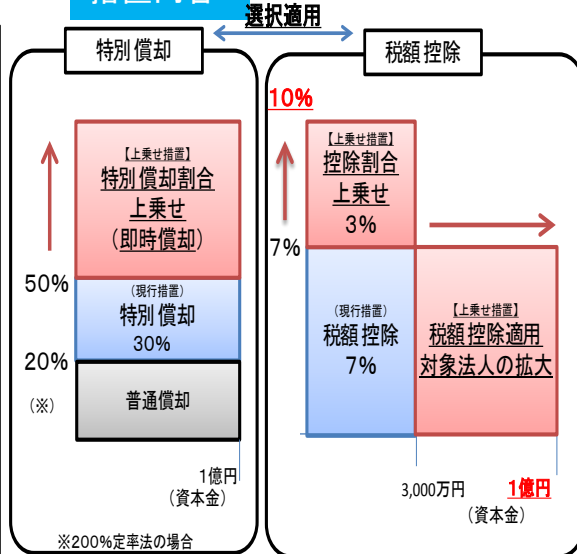 選択適用
特別償却
税額控除
【上乗せ措置】
特別償却割合
上乗せ
(即時償却)
50%
(現行措置)
特別償却
30%
20%
(※)
普通償却
1億円
(資本金)
※200%定率法の場合
10%
【上乗せ措置】
控除割合
上乗せ
3%
7%
(現行措置)
税額控除
7%
【上乗せ措置】
税額控除適用
対象法人の拡大
3,000万円
1億円
(資本金)